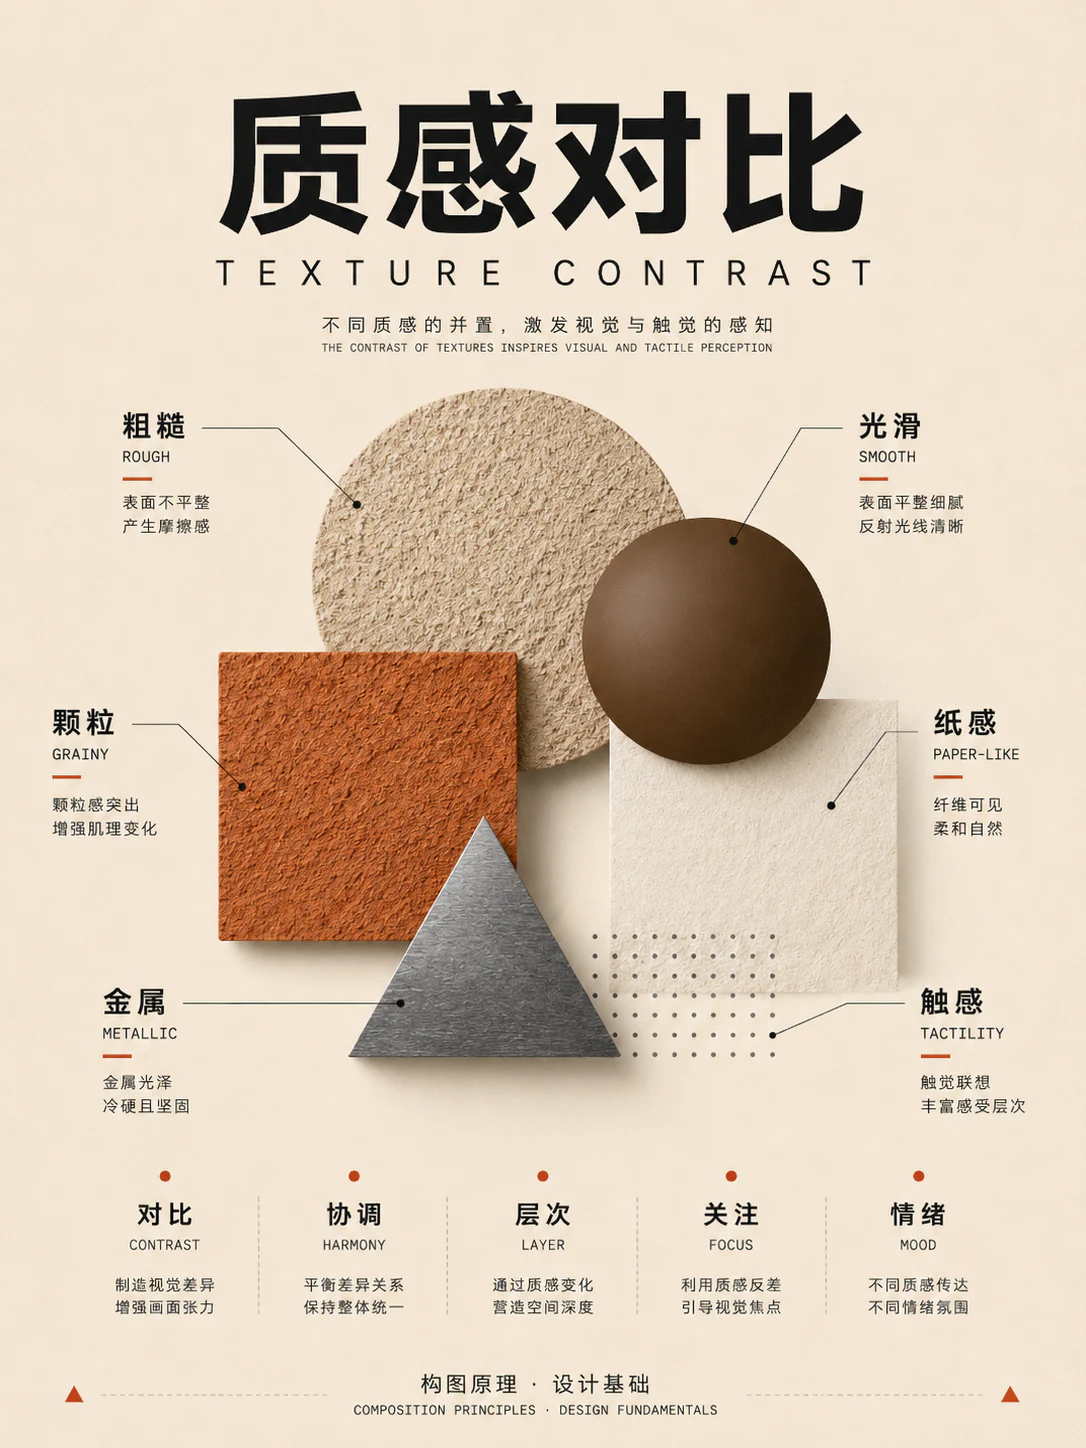 质感对比
TEXTURE CONTRAST
不同质感的并置，激发视觉与触觉的感知
THE CONTRAST OF TEXTURES INSPIRES VISUAL AND TACTILE PERCEPTION
粗糙
ROUGH
表面不平整
产生摩擦感
光滑
SMOOTH
表面平整细腻
反射光线清晰
颗粒
GRAINY
颗粒感突出
增强肌理变化
纸感
PAPER-LIKE
纤维可见
柔和自然
金属
METALLIC
金属光泽
冷硬且坚固
触感
TACTILITY
触觉联想
丰富感受层次
对比
CONTRAST
制造视觉差异
增强画面张力
协调
HARMONY
平衡差异关系
保持整体统一
层次
LAYER
通过质感变化
营造空间深度
关注
FOCUS
利用质感反差
引导视觉焦点
情绪
MOOD
不同质感传达
不同情绪氛围
构图原理 · 设计基础
COMPOSITION PRINCIPLES · DESIGN FUNDAMENTALS